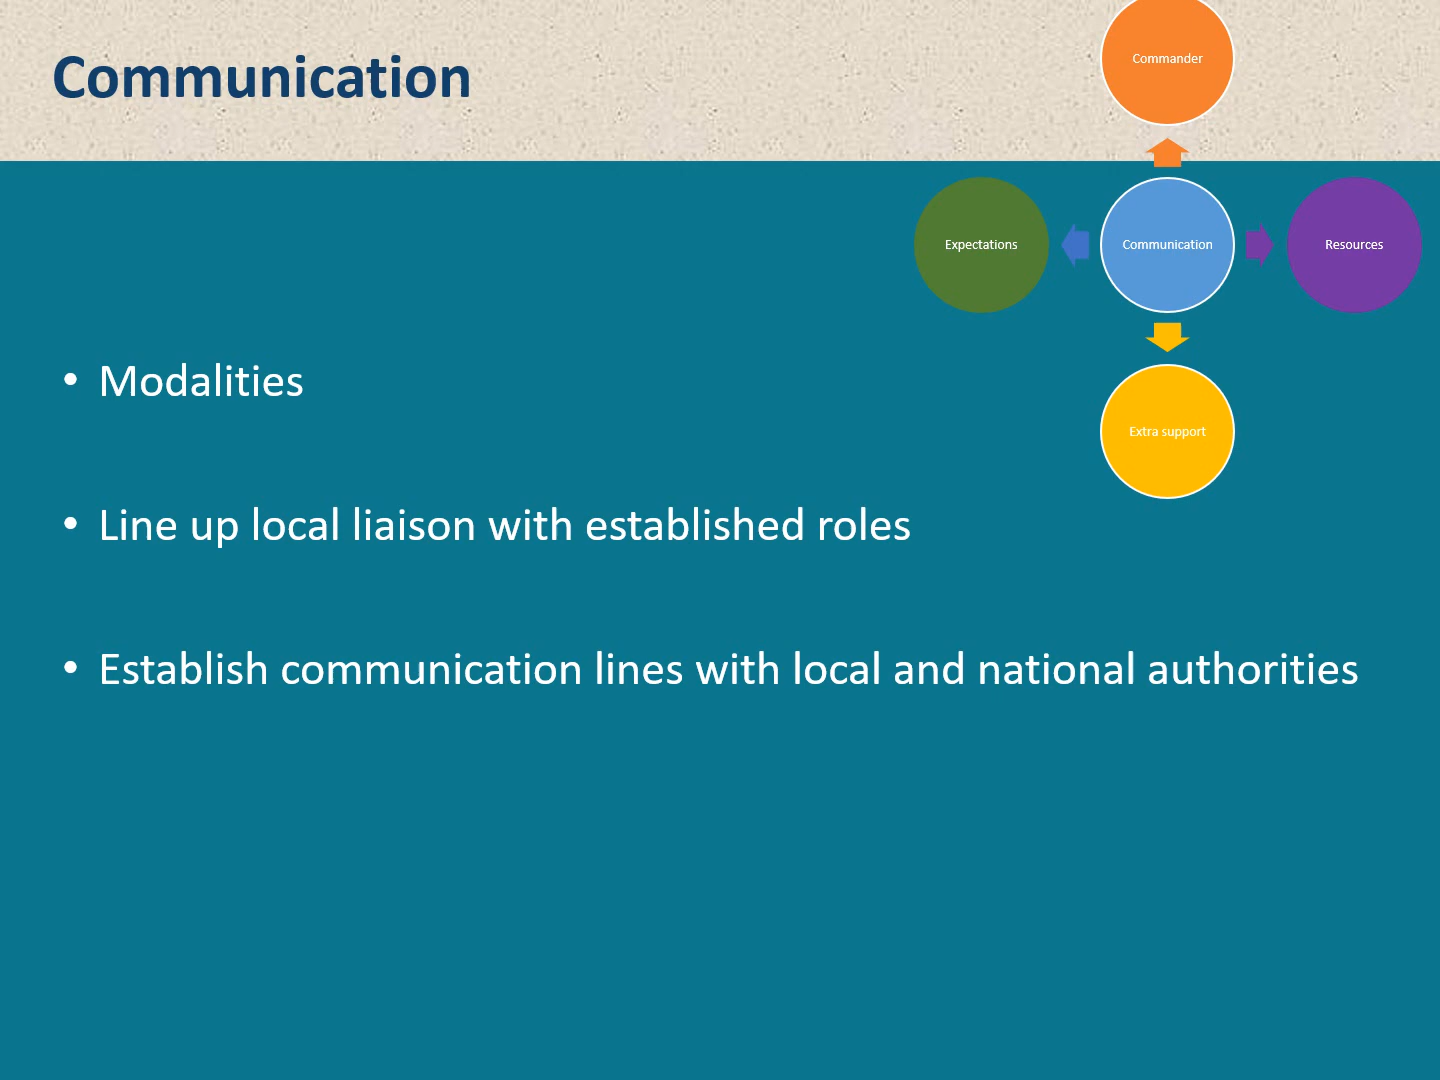 Communication
Commander
Expectations
Communication
Resources
Extra support
• Modalities
• Line up local liaison with established roles
• Establish communication lines with local and national authorities